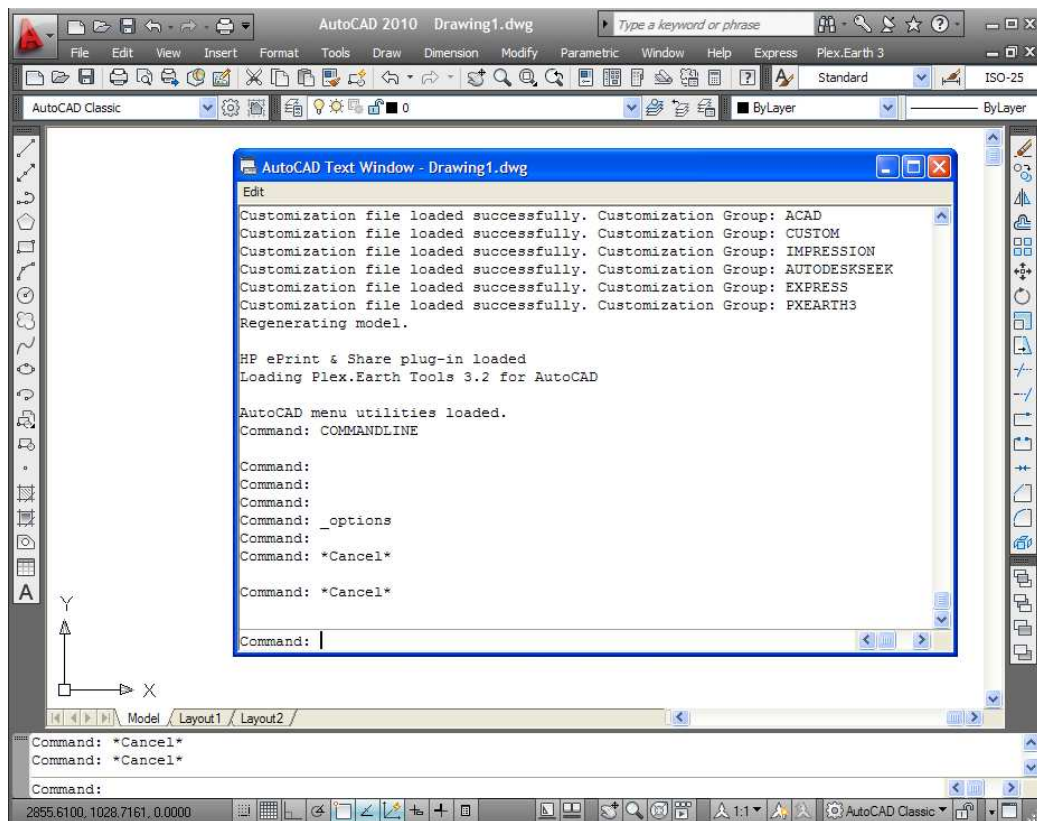 AutoCAD 2010 Drawing1.dwg Type a keyword or phrase
File Edit View Insert Format Tools Draw Dimension Modify Parametric Window Help Express Plex.Earth 3
Standard ISO-25
AutoCAD Classic 0 ByLayer ByLayer
AutoCAD Text Window - Drawing1.dwg
Edit
Customization file loaded successfully. Customization Group: ACAD
Customization file loaded successfully. Customization Group: CUSTOM
Customization file loaded successfully. Customization Group: IMPRESSION
Customization file loaded successfully. Customization Group: AUTODESKSEEK
Customization file loaded successfully. Customization Group: EXPRESS
Customization file loaded successfully. Customization Group: PXEARTH3
Regenerating model.
HP ePrint & Share plug-in loaded
Loading Plex.Earth Tools 3.2 for AutoCAD
AutoCAD menu utilities loaded.
Command: COMMANDLINE
Command:
Command:
Command:
Command: _options
Command:
Command: *Cancel*
Command: *Cancel*
Command:
A
Y
X
Model Layout1 Layout2
Command: *Cancel*
Command: *Cancel*
Command:
2855.6100, 1028.7161, 0.0000 1:1 AutoCAD Classic